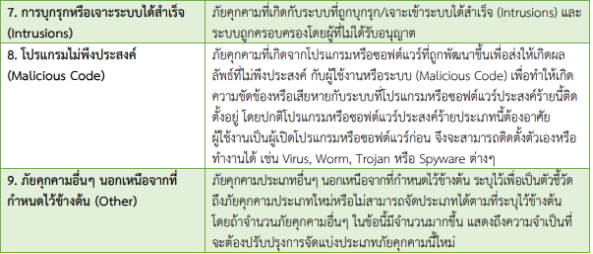 7. การบุกรุกหรือเจาะระบบได้สำเร็จ
(Intrusions)
ภัยคุกคามที่เกิดกับระบบที่ถูกบุกรุก/เจาะเข้าระบบได้สำเร็จ (Intrusions) และ
ระบบถูกครอบครองโดยผู้ที่ไม่ได้รับอนุญาต
8. โปรแกรมไม่พึงประสงค์
(Malicious Code)
ภัยคุกคามที่เกิดจากโปรแกรมหรือซอฟต์แวร์ที่ถูกพัฒนาขึ้นเพื่อส่งให้เกิดผล
ลัพธ์ที่ไม่พึงประสงค์ กับผู้ใช้งานหรือระบบ (Malicious Code) เพื่อทำให้เกิด
ความขัดข้องหรือเสียหายกับระบบที่โปรแกรมหรือซอฟต์แวร์ประสงค์ร้ายนี้ติด
ตั้งอยู่ โดยปกติโปรแกรมหรือซอฟต์แวร์ประสงค์ร้ายประเภทนี้ต้องอาศัย
ผู้ใช้งานเป็นผู้เปิดโปรแกรมหรือซอฟต์แวร์ก่อน จึงจะสามารถติดตั้งตัวเองหรือ
ทำงานได้ เช่น Virus, Worm, Trojan หรือ Spyware ต่างๆ
9. ภัยคุกคามอื่นๆ นอกเหนือจากที่
กำหนดไว้ข้างต้น (Other)
ภัยคุกคามประเภทอื่นๆ นอกเหนือจากที่กำหนดไว้ข้างต้น ระบุไว้เพื่อเป็นตัวชี้วัด
ถึงภัยคุกคามประเภทใหม่หรือไม่สามารถจัดประเภทได้ตามที่ระบุไว้ข้างต้น
โดยถ้าจำนวนภัยคุกคามอื่นๆ ในข้อนี้มีจำนวนมากขึ้น แสดงถึงความจำเป็นที่
จะต้องปรับปรุงการจัดแบ่งประเภทภัยคุกคามนี้ใหม่